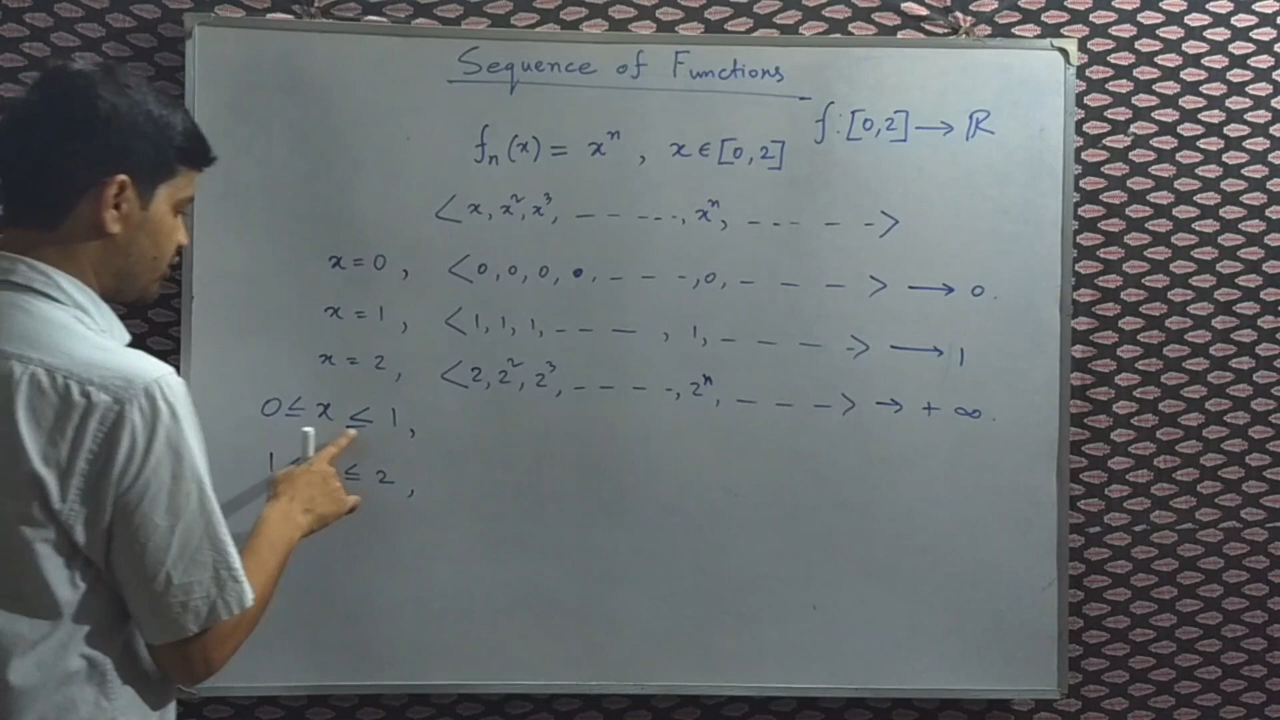 Sequence of Functions
fₙ(x) = xⁿ , x ∈ [0,2] f:[0,2] → ℝ
< x, x², x³, - - - - - -, xⁿ, - - - - - - >
x = 0 , < 0, 0, 0, 0, - - - -, 0, - - - - > → 0.
x = 1 , < 1, 1, 1, - - - - , 1, - - - - > → 1
x = 2 , < 2, 2², 2³, - - - - -, 2ⁿ, - - - > → + ∞.
0 ≤ x ≤ 1 ,
1 ≤ 2 ,